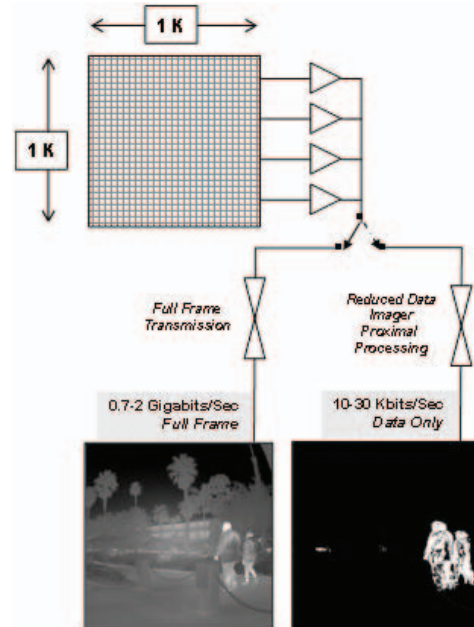 1 K
1 K
Full Frame
Transmission
Reduced Data
Imager
Proximal
Processing
0.7-2 Gigabits/Sec
Full Frame
10-30 Kbits/Sec
Data Only